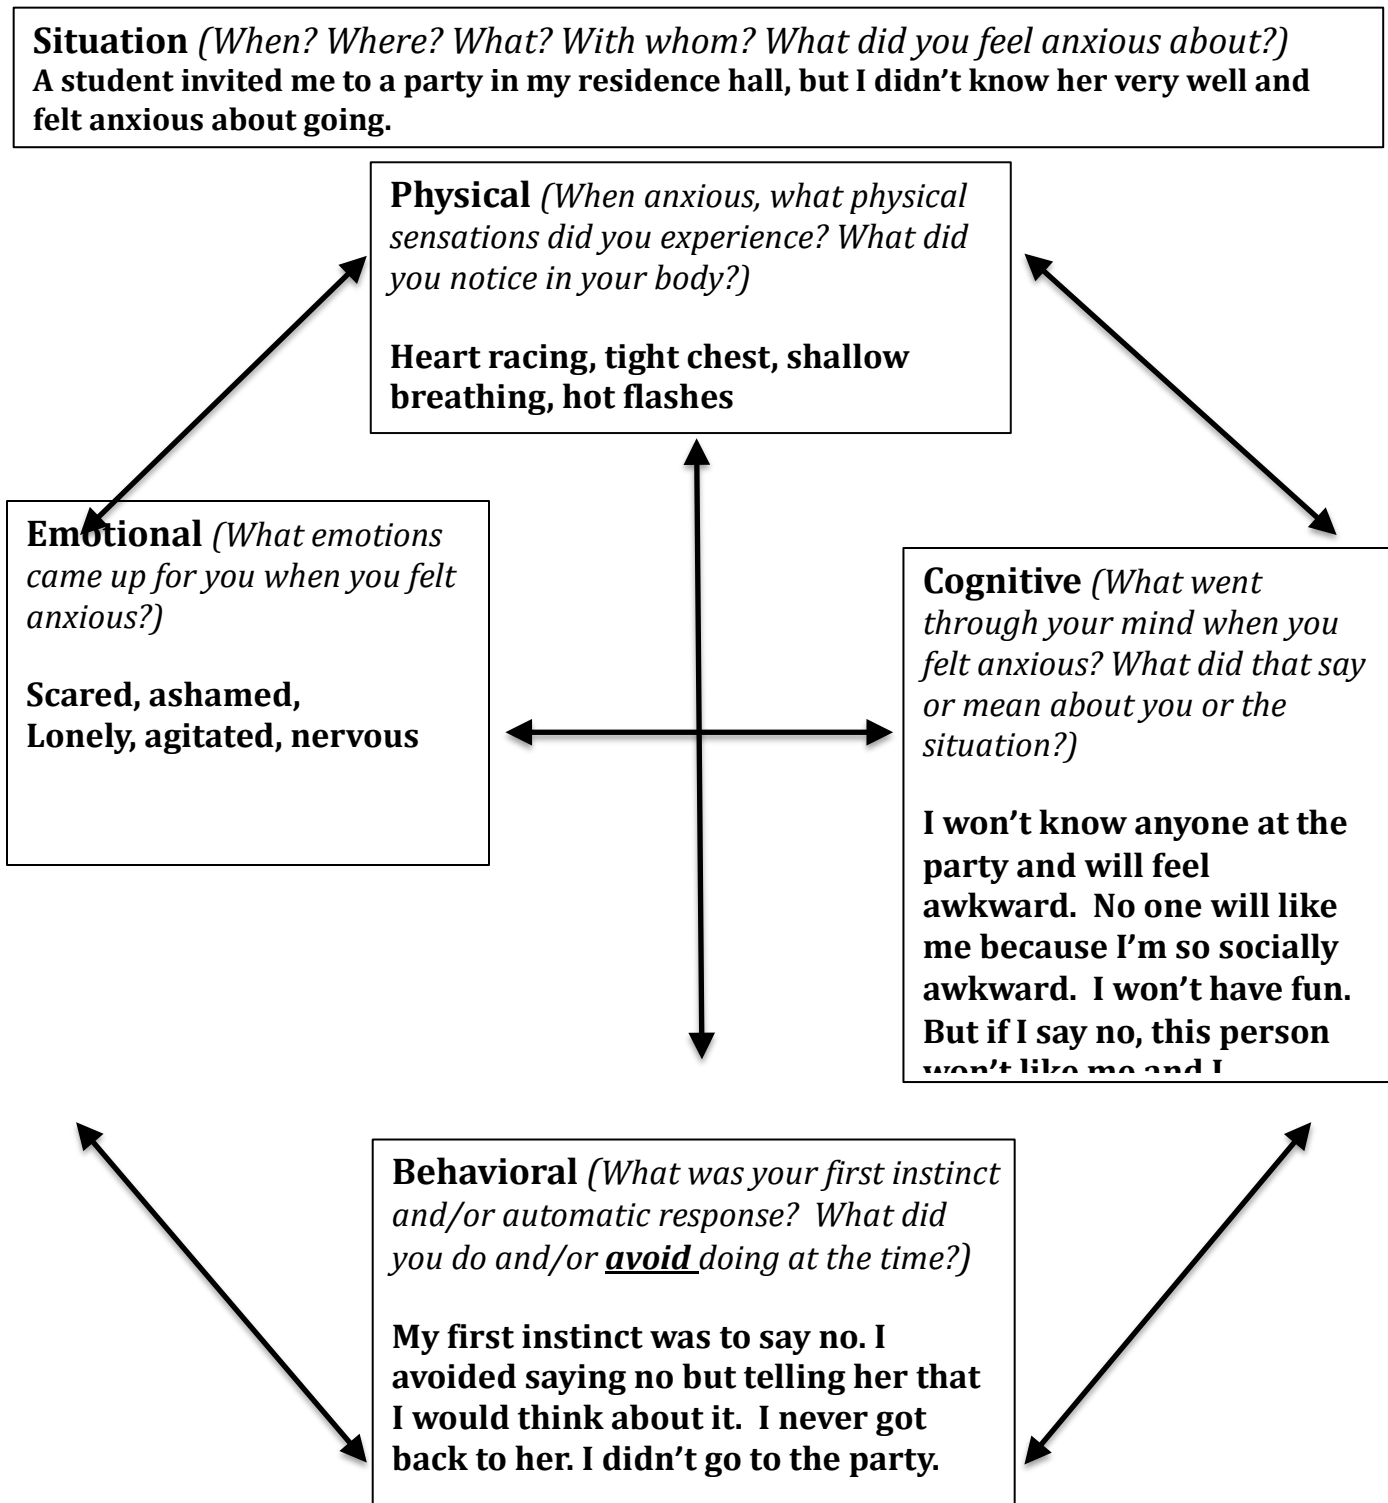 Situation (When? Where? What? With whom? What did you feel anxious about?)
A student invited me to a party in my residence hall, but I didn’t know her very well and
felt anxious about going.
Physical (When anxious, what physical
sensations did you experience? What did
you notice in your body?)
Heart racing, tight chest, shallow
breathing, hot flashes
Emotional (What emotions
came up for you when you felt
anxious?)
Scared, ashamed,
Lonely, agitated, nervous
Cognitive (What went
through your mind when you
felt anxious? What did that say
or mean about you or the
situation?)
I won’t know anyone at the
party and will feel
awkward.  No one will like
me because I’m so socially
awkward.  I won’t have fun.
But if I say no, this person
won’t like me and I
Behavioral (What was your first instinct
and/or automatic response?  What did
you do and/or avoid doing at the time?)
My first instinct was to say no. I
avoided saying no but telling her that
I would think about it.  I never got
back to her. I didn’t go to the party.